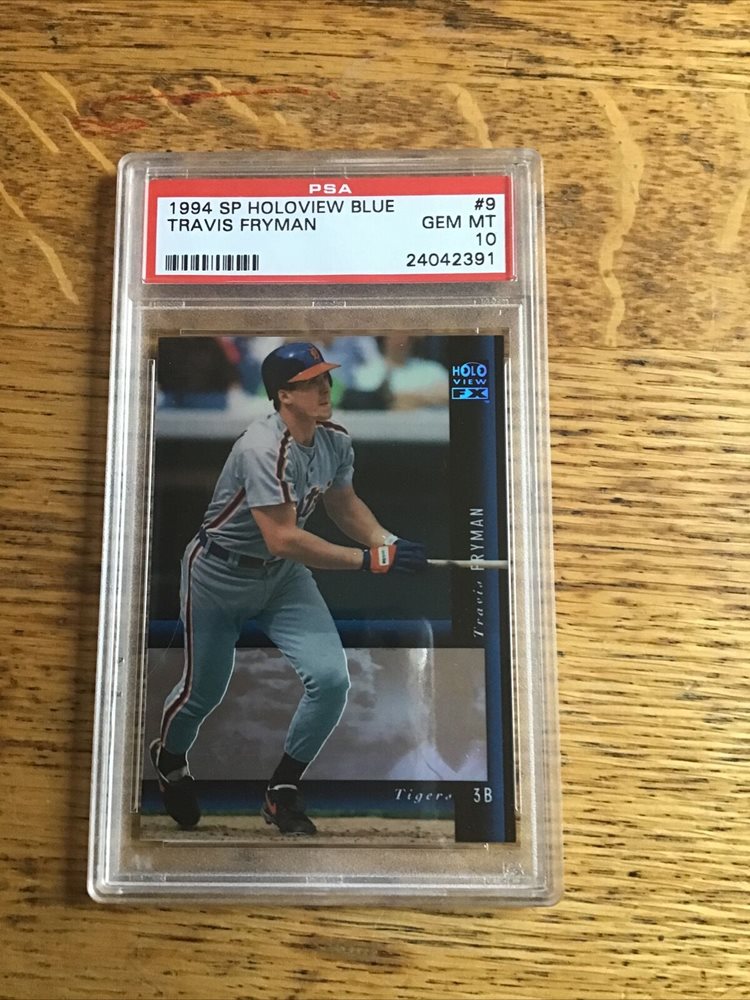 PSA
1994 SP HOLOVIEW BLUE #9
TRAVIS FRYMAN GEM MT
10
24042391
HOLO
VIEW
FX
Travis FRYMAN
Tigers 3B